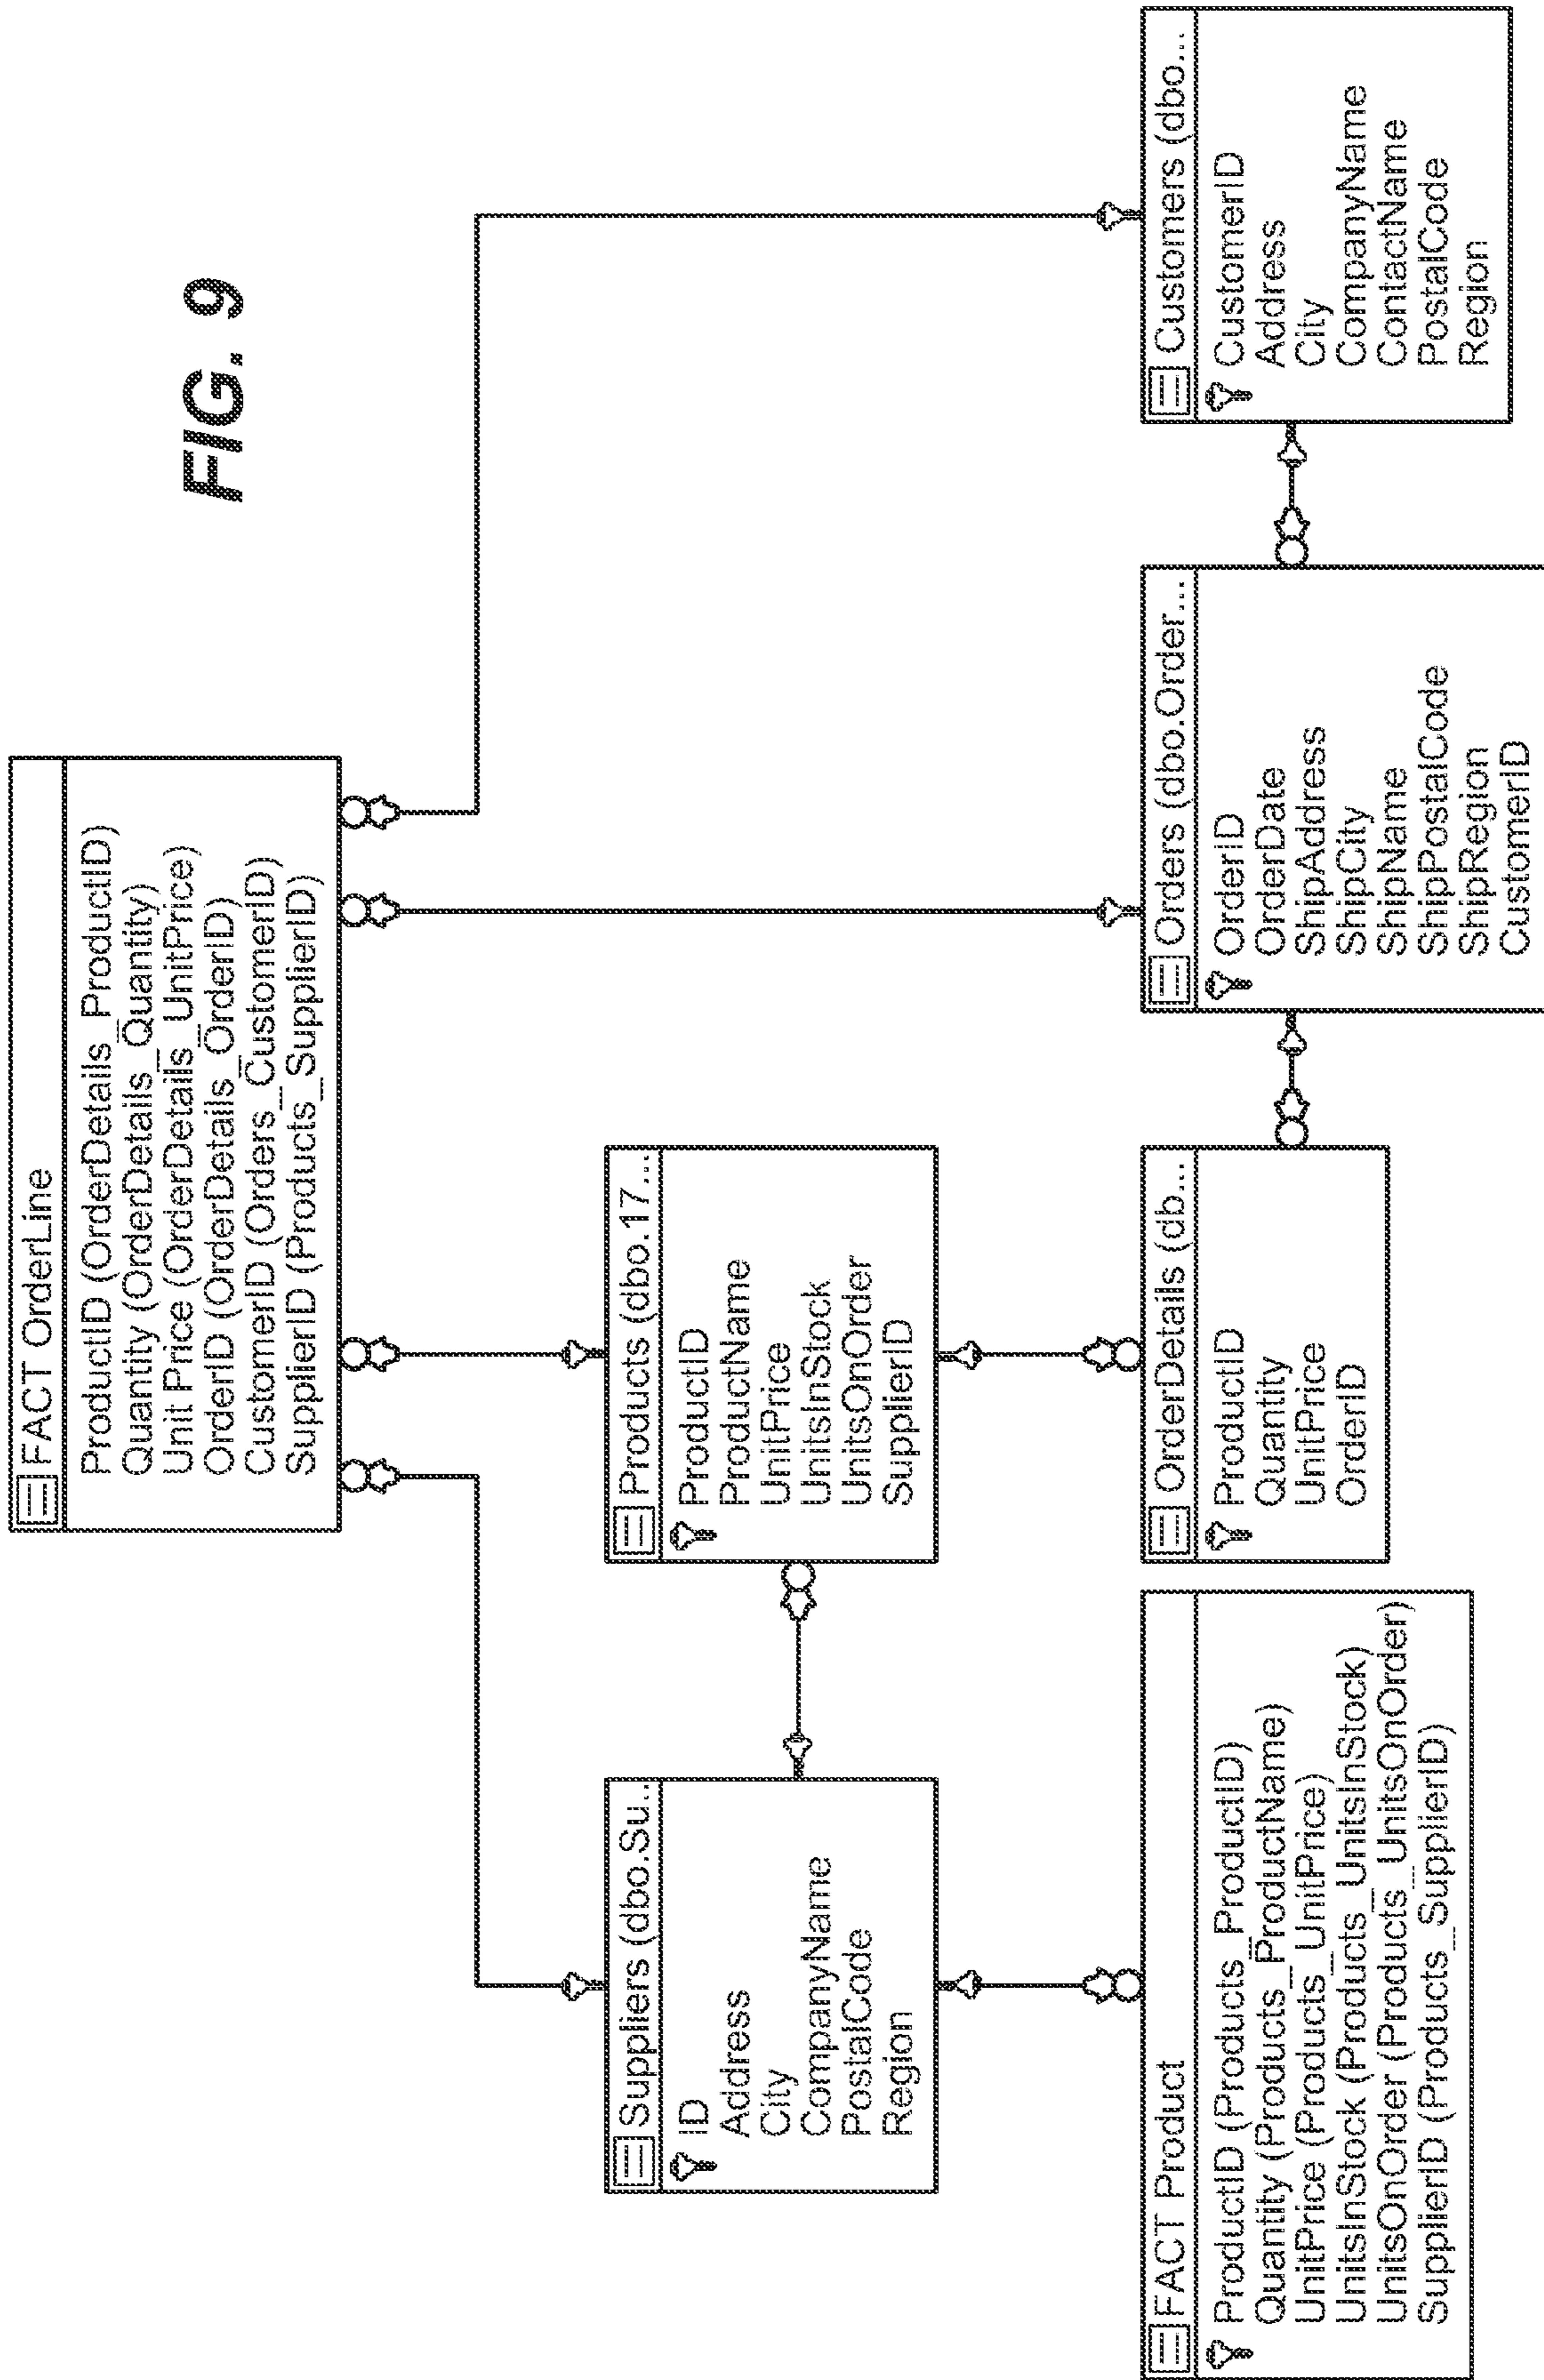 FIG. 9
FACT OrderLine
ProductID (OrderDetails_ProductID)
Quantity (OrderDetails_Quantity)
Unit Price (OrderDetails_UnitPrice)
OrderID (OrderDetails_OrderID)
CustomerID (Orders_CustomerID)
SupplierID (Products_SupplierID)
Suppliers (dbo.Su..
ID
Address
City
CompanyName
PostalCode
Region
Products (dbo.17...
ProductID
ProductName
UnitPrice
UnitsInStock
UnitsOnOrder
SupplierID
FACT Product
ProductID (Products_ProductID)
Quantity (Products_ProductName)
UnitPrice (Products_UnitPrice)
UnitsInStock (Products_UnitsInStock)
UnitsOnOrder (Products_UnitsOnOrder)
SupplierID (Products_SupplierID)
OrderDetails (db...
ProductID
Quantity
UnitPrice
OrderID
Orders (dbo.Order...
OrderID
OrderDate
ShipAddress
ShipCity
ShipName
ShipPostalCode
ShipRegion
CustomerID
Customers (dbo...
CustomerID
Address
City
CompanyName
ContactName
PostalCode
Region